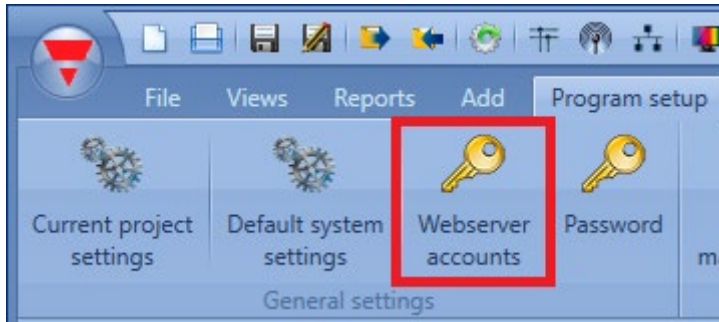 File Views Reports Add Program setup
Current project Default system Webserver Password
settings settings accounts
General settings